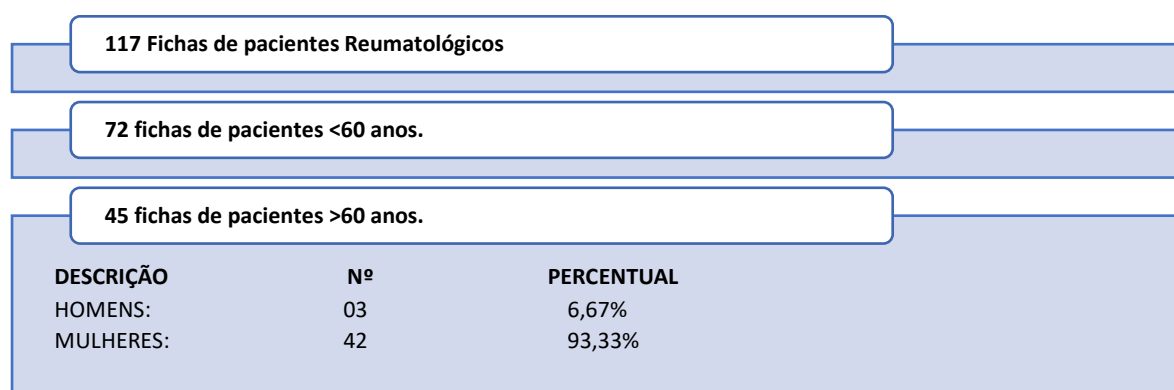 117 Fichas de pacientes Reumatológicos
72 fichas de pacientes <60 anos.
45 fichas de pacientes >60 anos.
DESCRIÇÃO Nº PERCENTUAL
HOMENS: 03 6,67%
MULHERES: 42 93,33%